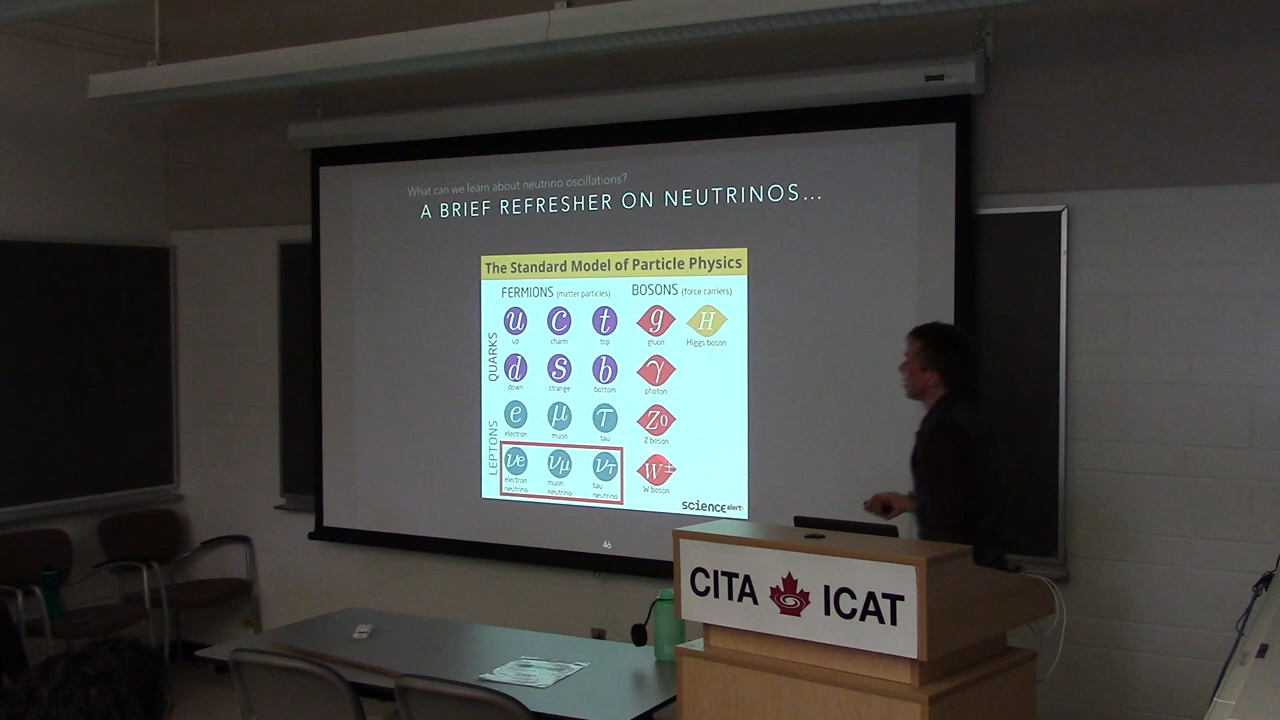 What can we learn about neutrino oscillations?
A BRIEF REFRESHER ON NEUTRINOS...
The Standard Model of Particle Physics
FERMIONS (matter particles) BOSONS (force carriers)
QUARKS
u c t g H
up charm top gluon Higgs boson
d s b γ
down strange bottom photon
LEPTONS
e μ τ Z0
electron muon tau Z boson
νe νμ ντ W±
electron neutrino muon neutrino tau neutrino W boson
sciencealert
46
CITA ICAT